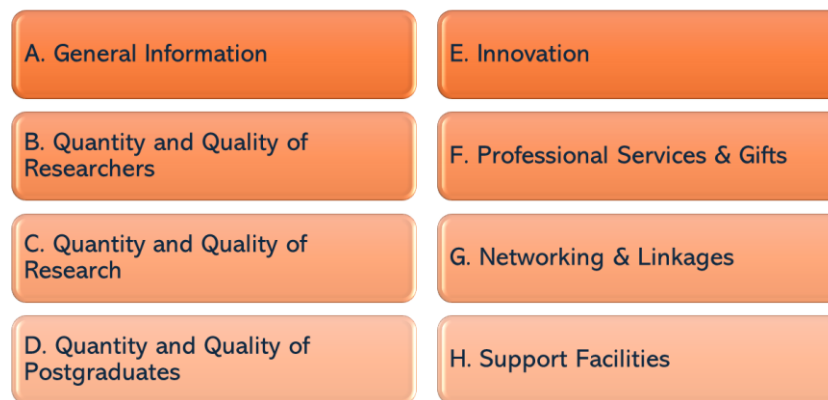 A. General Information
B. Quantity and Quality of
Researchers
C. Quantity and Quality of
Research
D. Quantity and Quality of
Postgraduates
E. Innovation
F. Professional Services & Gifts
G. Networking & Linkages
H. Support Facilities